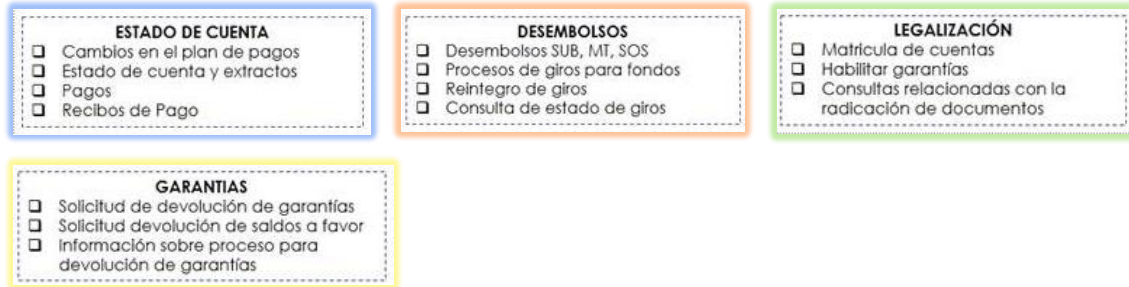 ESTADO DE CUENTA
Cambios en el plan de pagos
Estado de cuenta y extractos
Pagos
Recibos de Pago
DESEMBOLSOS
Desembolsos SUB, MT, SOS
Procesos de giros para fondos
Reintegro de giros
Consulta de estado de giros
LEGALIZACIÓN
Matricula de cuentas
Habilitar garantías
Consultas relacionadas con la
radicación de documentos
GARANTIAS
Solicitud de devolución de garantías
Solicitud devolución de saldos a favor
Información sobre proceso para
devolución de garantías